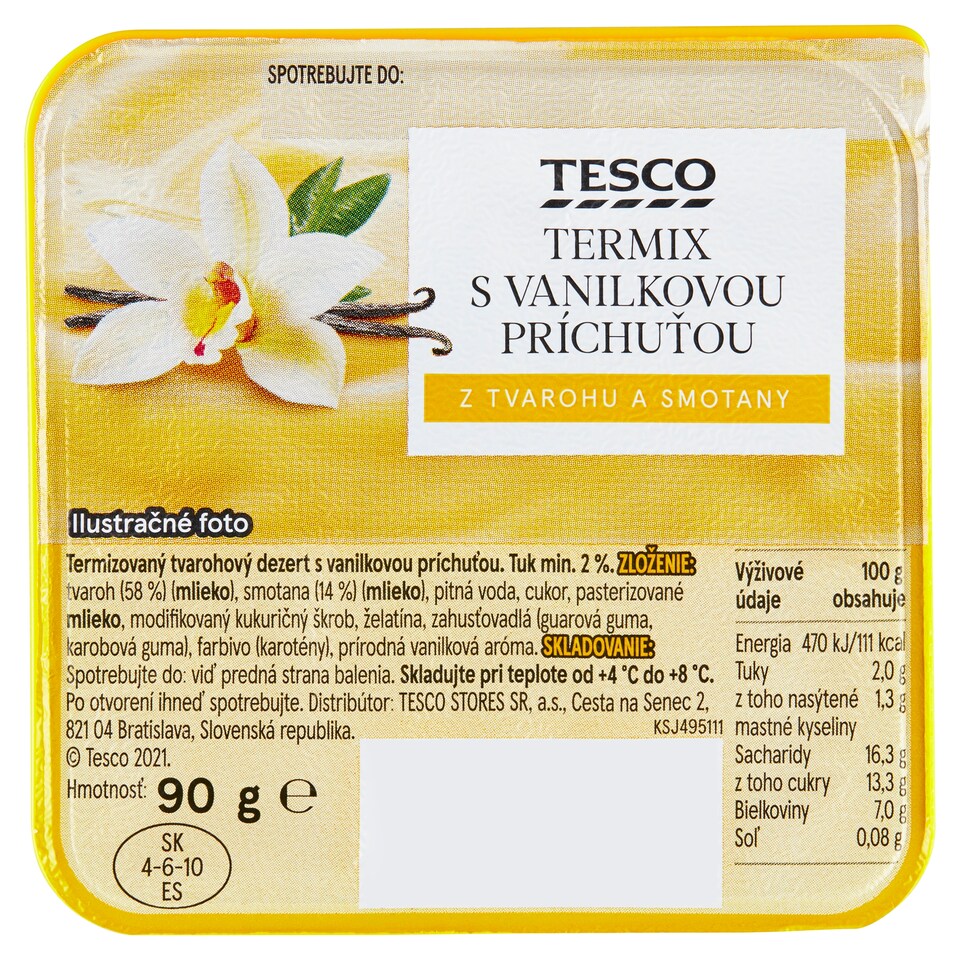 SPOTREBUJTE DO:
TESCO
TERMIX
S VANILKOVOU
PRÍCHUŤOU
Z TVAROHU A SMOTANY
Ilustračné foto
Termizovaný tvarohový dezert s vanilkovou príchuťou. Tuk min. 2 %. ZLOŽENIE:
tvaroh (58 %) (mlieko), smotana (14 %) (mlieko), pitná voda, cukor, pasterizované
mlieko, modifikovaný kukuričný škrob, želatína, zahusťovadlá (guarová guma,
karobová guma), farbivo (karotény), prírodná vanilková aróma. SKLADOVANIE:
Spotrebujte do: viď predná strana balenia. Skladujte pri teplote od +4 °C do +8 °C.
Po otvorení ihneď spotrebujte. Distribútor: TESCO STORES SR, a.s., Cesta na Senec 2,
821 04 Bratislava, Slovenská republika.
KSJ495111
© Tesco 2021.
Hmotnosť: 90 g ℮
SK
4-6-10
ES
Výživové 100 g
údaje obsahuje
Energia 470 kJ/111 kcal
Tuky 2,0 g
z toho nasýtené 1,3 g
mastné kyseliny
Sacharidy 16,3 g
z toho cukry 13,3 g
Bielkoviny 7,0 g
Soľ 0,08 g